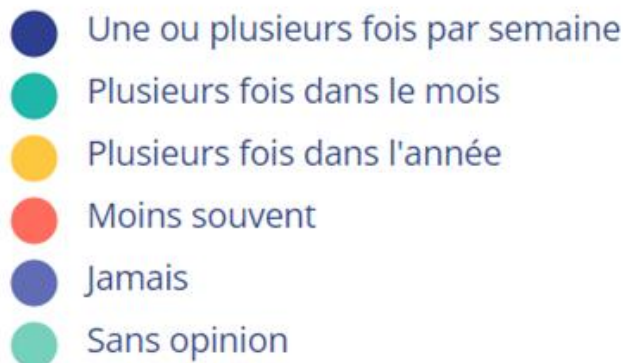 Une ou plusieurs fois par semaine
Plusieurs fois dans le mois
Plusieurs fois dans l'année
Moins souvent
Jamais
Sans opinion